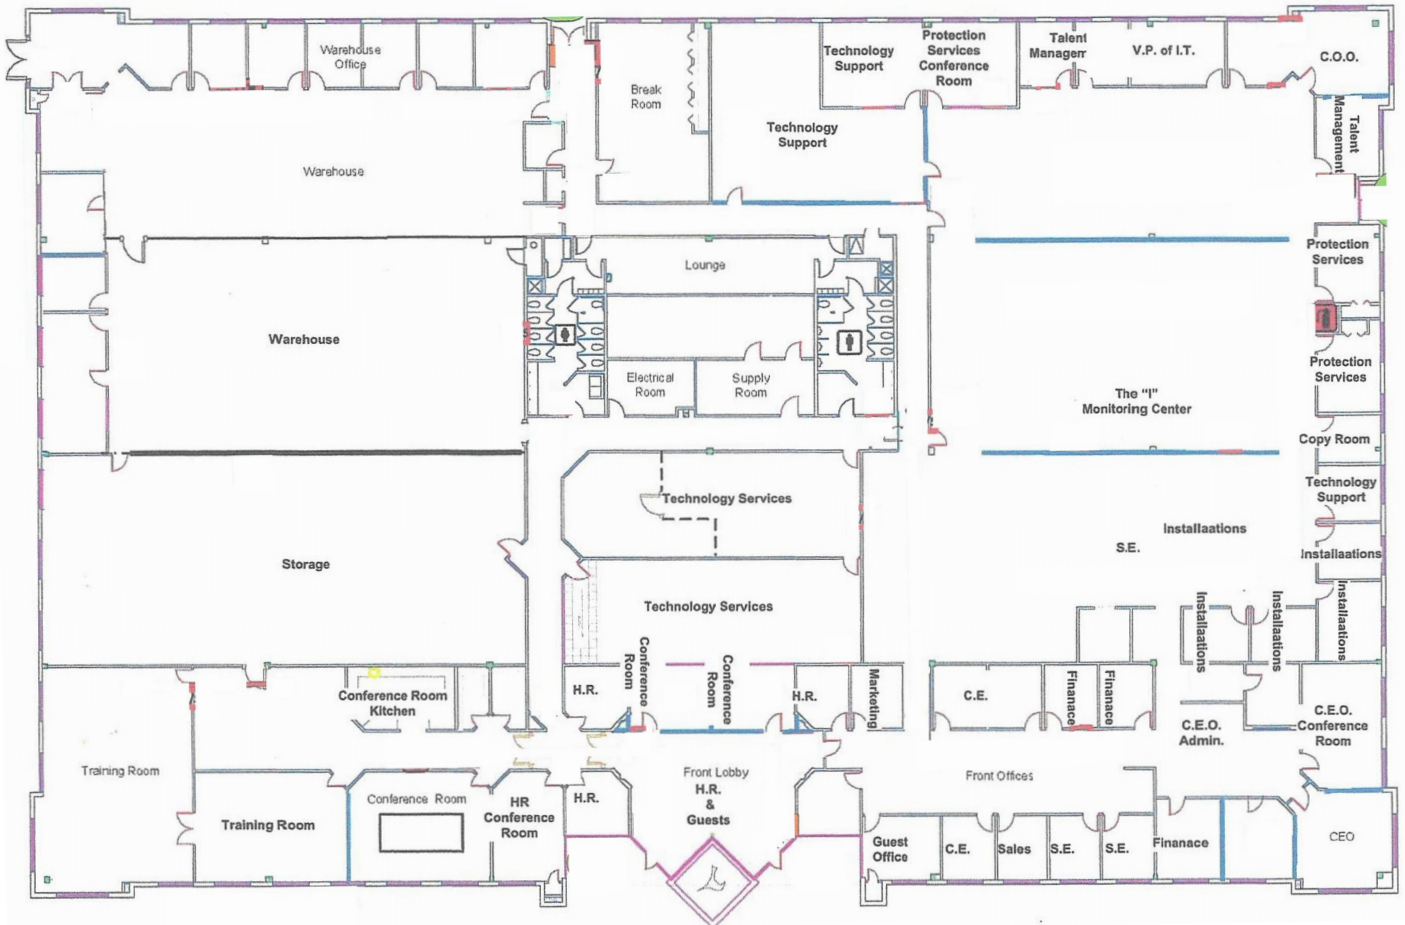 Warehouse
Office
Break
Room
Technology
Support
Protection
Services
Conference
Room
Talent
Managem
V.P. of I.T.
C.O.O.
Technology
Support
Talent
Management
Warehouse
Warehouse
Lounge
Electrical
Room
Supply
Room
Protection
Services
Protection
Services
The "I"
Monitoring Center
Copy Room
Technology
Support
Technology Services
Technology Services
Storage
Installaations
S.E.
Installaations
Installaations
Installaations
Installaations
Conference Room
Kitchen
H.R.
Conference
Room
Conference
Room
H.R.
Marketing
C.E.
Finanace
Finanace
C.E.O.
Admin.
C.E.O.
Conference
Room
Training Room
Training Room
Conference Room
HR
Conference
Room
H.R.
Front Lobby
H.R.
&
Guests
Front Offices
Guest
Office
C.E.
Sales
S.E.
S.E.
Finanace
CEO